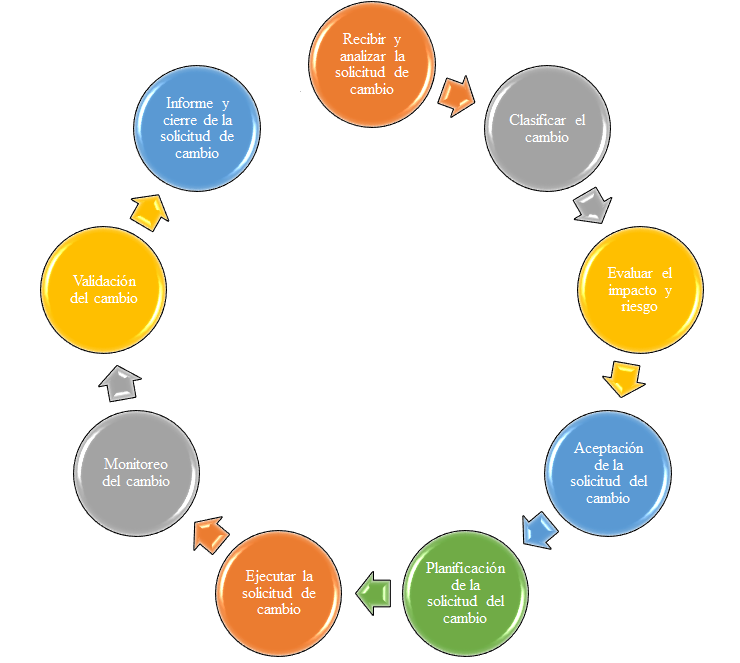 Recibir y
analizar la
solicitud de
cambio
Clasificar el
cambio
Evaluar el
impacto y
riesgo
Aceptación
de la
solicitud del
cambio
Planificación
de la
solicitud del
cambio
Ejecutar la
solicitud de
cambio
Monitoreo
del cambio
Validación
del cambio
Informe y
cierre de la
solicitud de
cambio